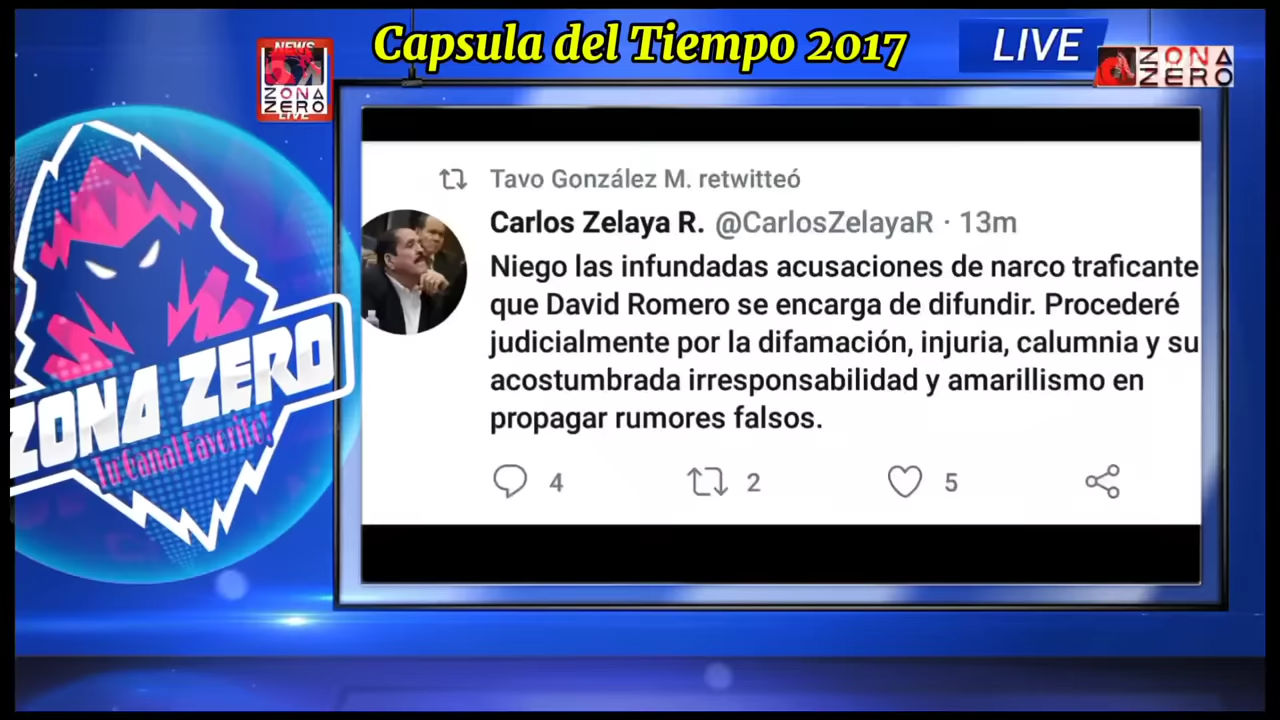 Capsula del Tiempo 2017
LIVE
NEWS
ZONA
ZERO
LIVE
ZONA
ZERO
Tavo González M. retwitteó
Carlos Zelaya R. @CarlosZelayaR · 13m
Niego las infundadas acusaciones de narco traficante
que David Romero se encarga de difundir. Procederé
judicialmente por la difamación, injuria, calumnia y su
acostumbrada irresponsabilidad y amarillismo en
propagar rumores falsos.
4 2 5
ZONA ZERO
Tu Canal Favorito!